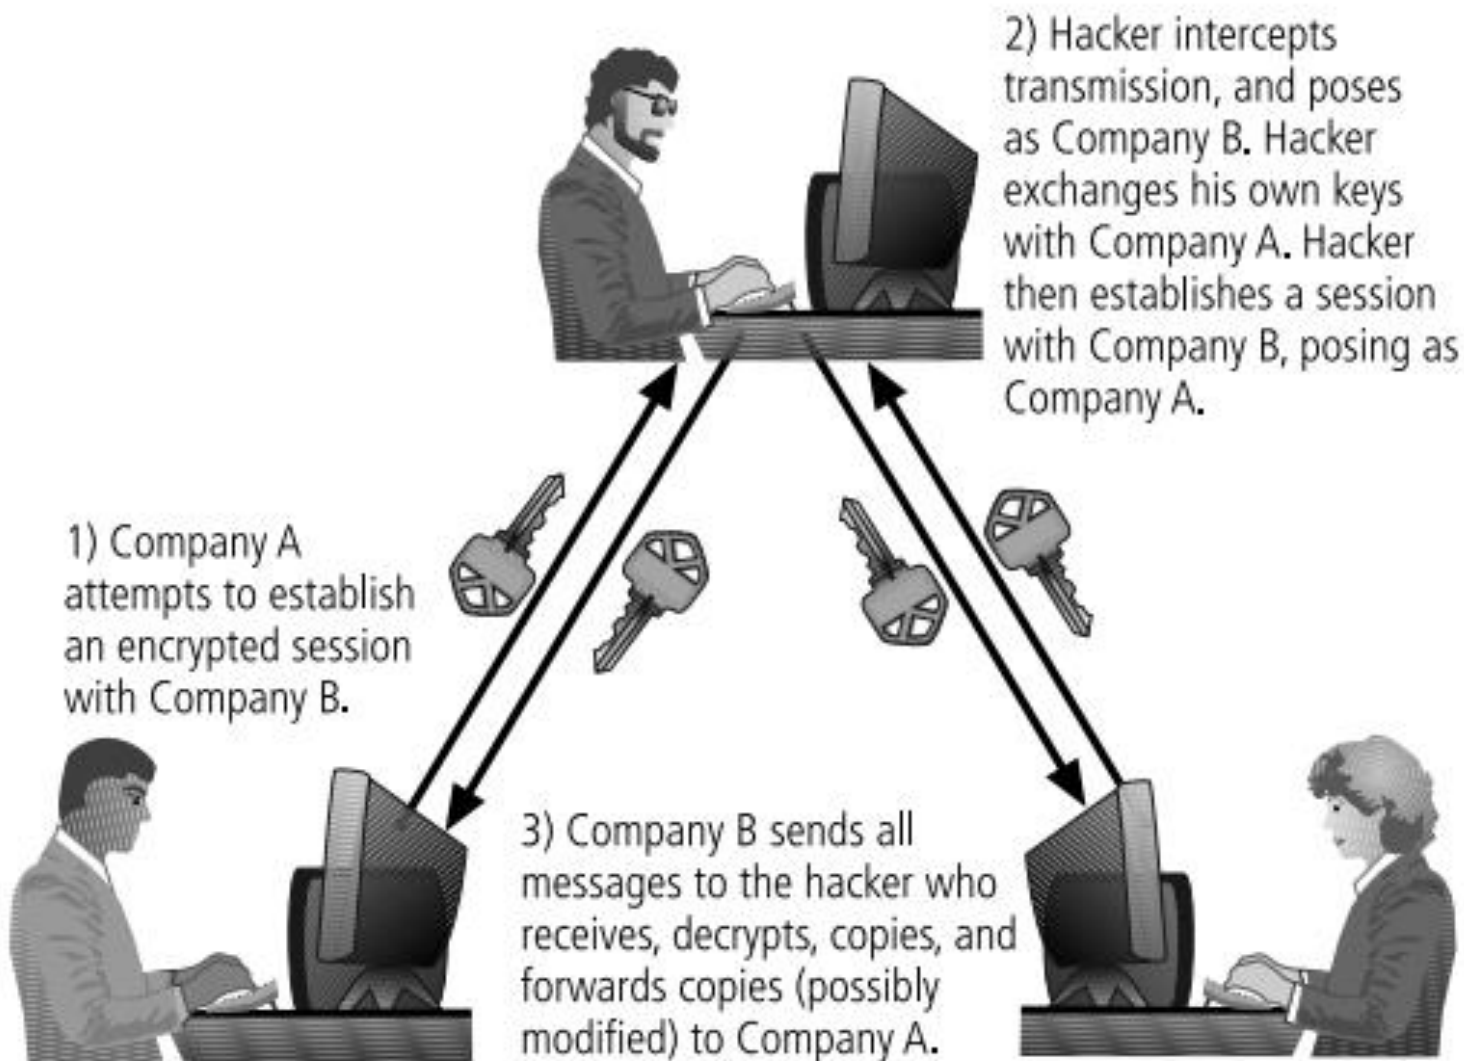 2) Hacker intercepts
transmission, and poses
as Company B. Hacker
exchanges his own keys
with Company A. Hacker
then establishes a session
with Company B, posing as
Company A.
1) Company A
attempts to establish
an encrypted session
with Company B.
3) Company B sends all
messages to the hacker who
receives, decrypts, copies, and
forwards copies (possibly
modified) to Company A.